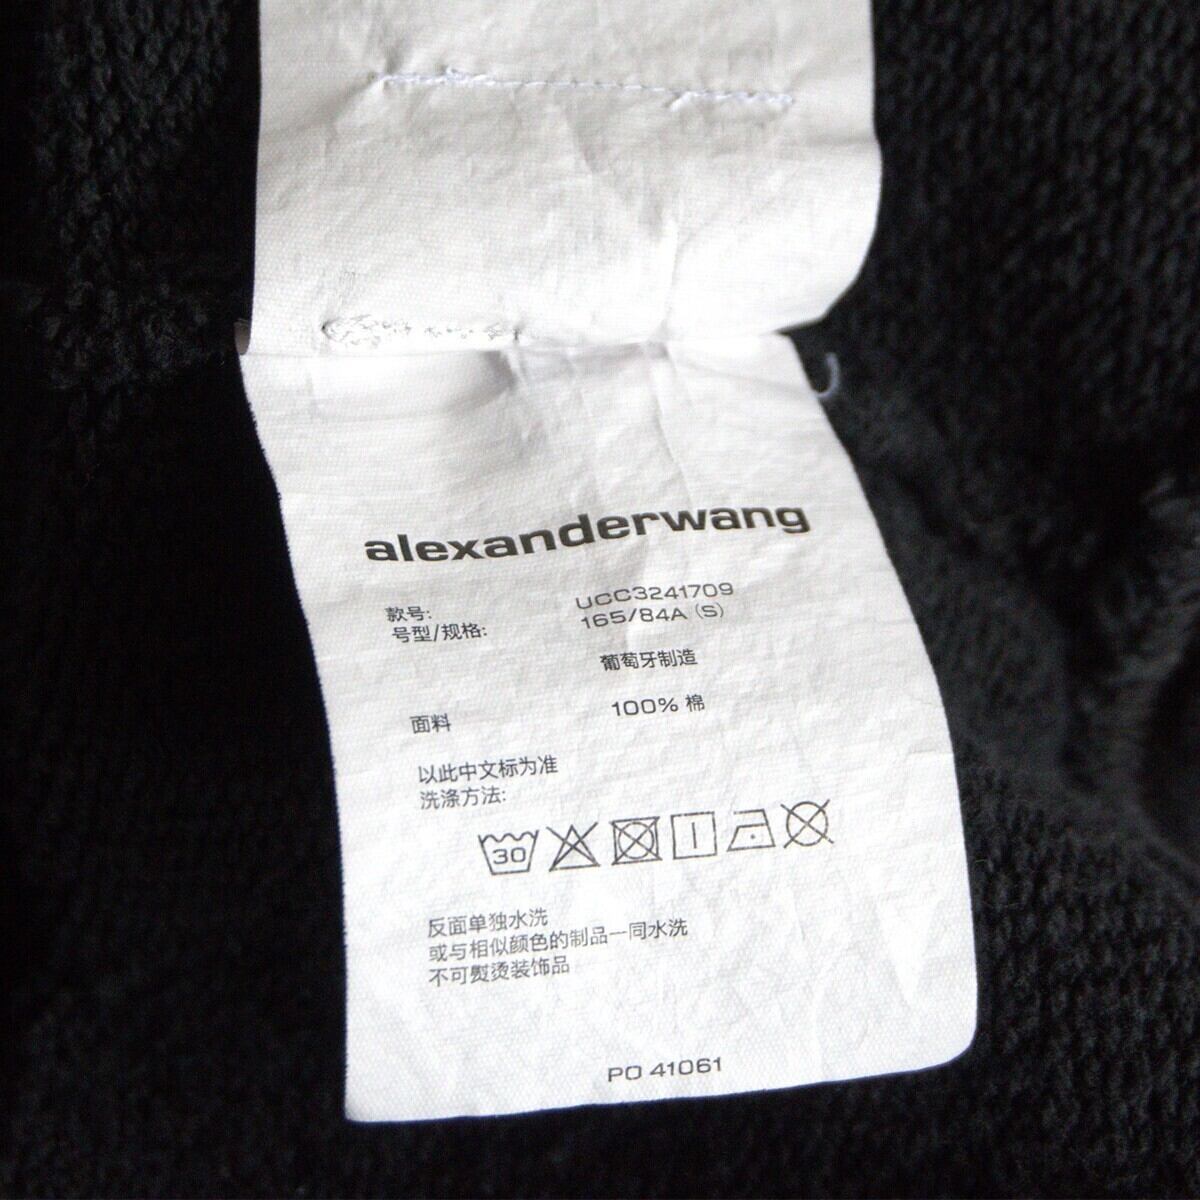 alexanderwang
款号: UCC3241709
号型/规格: 165/84A (S)
葡萄牙制造
面料 100% 棉
以此中文标为准
洗涤方法:
30
反面单独水洗
或与相似颜色的制品一同水洗
不可熨烫装饰品
PO 41061